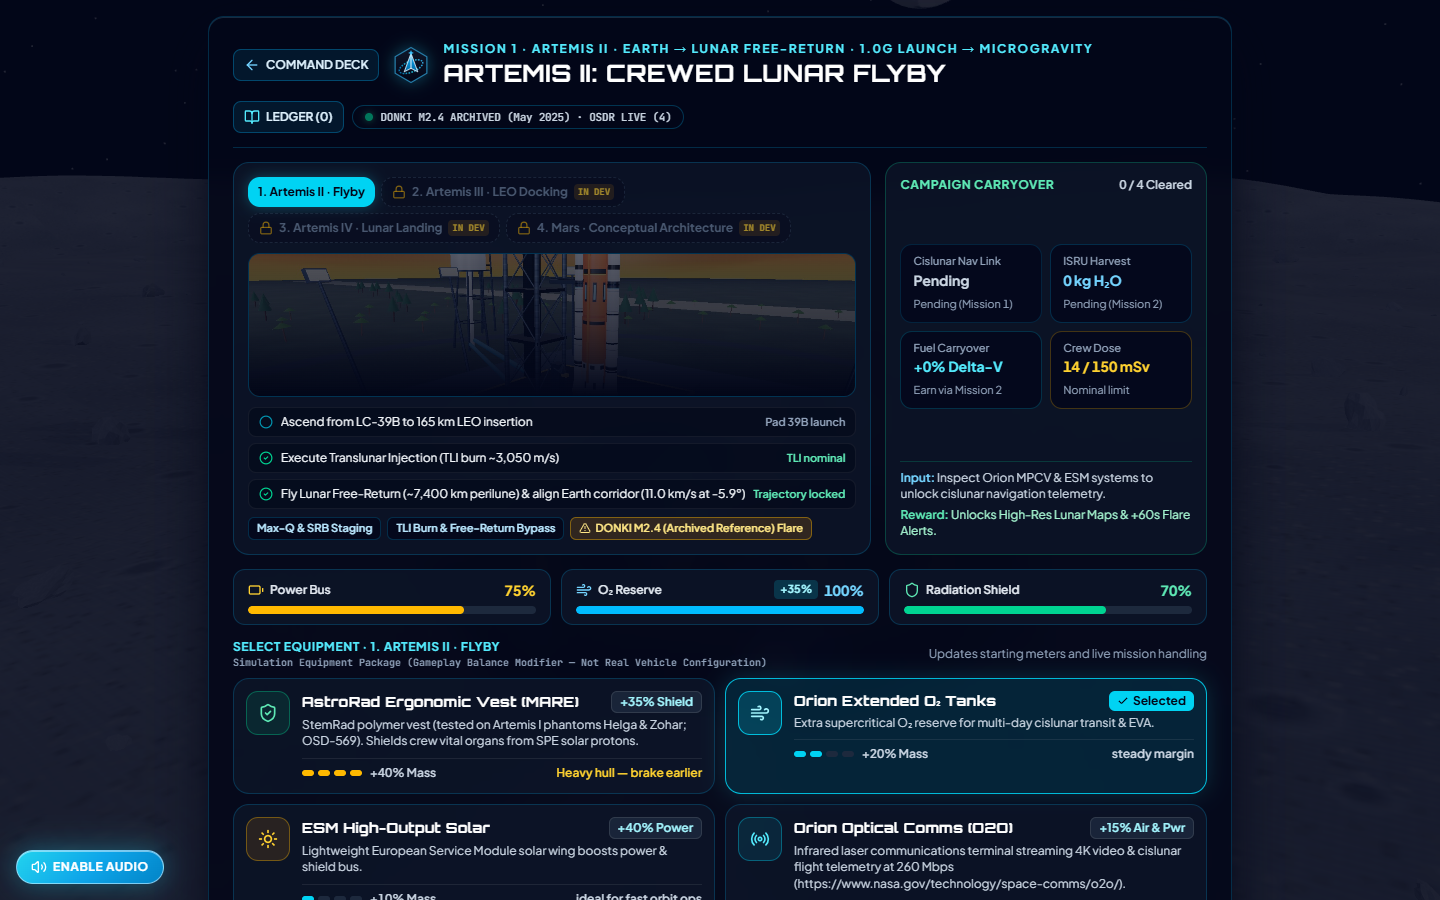 COMMAND DECK
MISSION 1 · ARTEMIS II · EARTH → LUNAR FREE-RETURN · 1.0G LAUNCH → MICROGRAVITY
ARTEMIS II: CREWED LUNAR FLYBY
LEDGER (0)
DONKI M2.4 ARCHIVED (May 2025) · OSDR LIVE (4)
1. Artemis II · Flyby
2. Artemis III · LEO Docking IN DEV
3. Artemis IV · Lunar Landing IN DEV
4. Mars · Conceptual Architecture IN DEV
Ascend from LC-39B to 165 km LEO insertion
Pad 39B launch
Execute Translunar Injection (TLI burn ~3,050 m/s)
TLI nominal
Fly Lunar Free-Return (~7,400 km perilune) & align Earth corridor (11.0 km/s at -5.9°)
Trajectory locked
Max-Q & SRB Staging
TLI Burn & Free-Return Bypass
DONKI M2.4 (Archived Reference) Flare
CAMPAIGN CARRYOVER
0 / 4 Cleared
Cislunar Nav Link
Pending
Pending (Mission 1)
ISRU Harvest
0 kg H₂O
Pending (Mission 2)
Fuel Carryover
+0% Delta-V
Earn via Mission 2
Crew Dose
14 / 150 mSv
Nominal limit
Input: Inspect Orion MPCV & ESM systems to
unlock cislunar navigation telemetry.
Reward: Unlocks High-Res Lunar Maps & +60s Flare
Alerts.
Power Bus
75%
O₂ Reserve
+35%
100%
Radiation Shield
70%
SELECT EQUIPMENT · 1. ARTEMIS II · FLYBY
Simulation Equipment Package (Gameplay Balance Modifier — Not Real Vehicle Configuration)
Updates starting meters and live mission handling
AstroRad Ergonomic Vest (MARE)
+35% Shield
StemRad polymer vest (tested on Artemis I phantoms Helga & Zohar;
OSD-569). Shields crew vital organs from SPE solar protons.
+40% Mass
Heavy hull — brake earlier
Orion Extended O₂ Tanks
Selected
Extra supercritical O₂ reserve for multi-day cislunar transit & EVA.
+20% Mass
steady margin
ESM High-Output Solar
+40% Power
Lightweight European Service Module solar wing boosts power &
shield bus.
+10% Mass
ideal for fast orbit ops
Orion Optical Comms (O2O)
+15% Air & Pwr
Infrared laser communications terminal streaming 4K video & cislunar
flight telemetry at 260 Mbps
(https://www.nasa.gov/technology/space-comms/o2o/).
ENABLE AUDIO